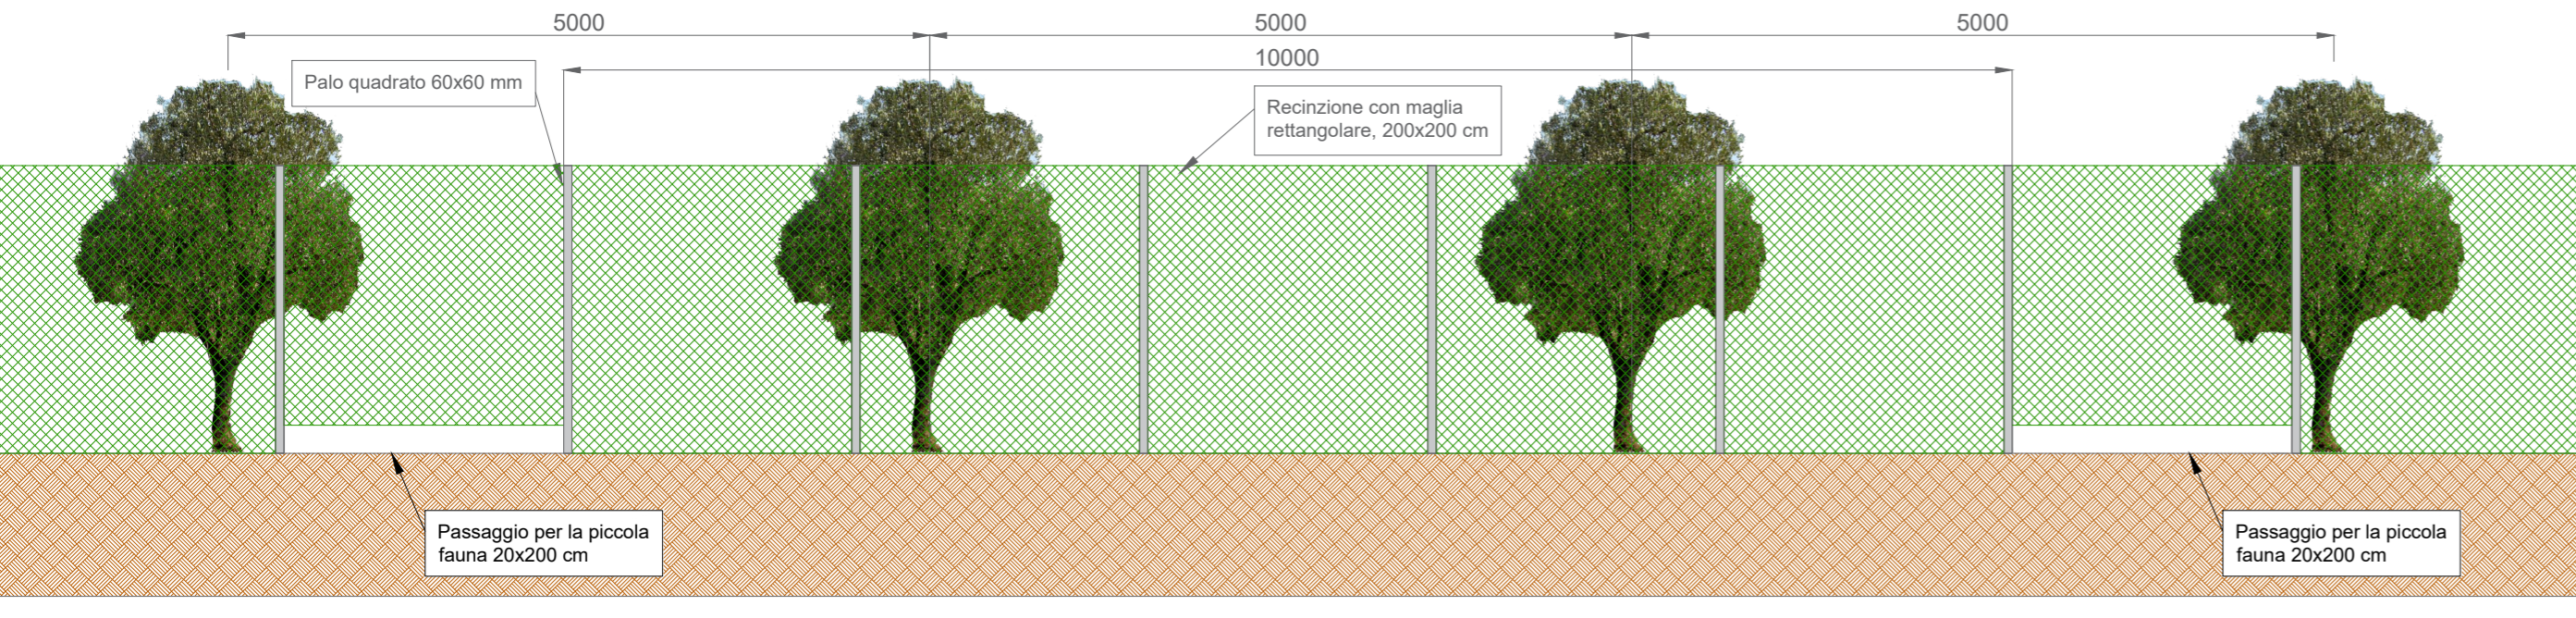 5000
5000
5000
10000
Palo quadrato 60x60 mm
Recinzione con maglia
rettangolare, 200x200 cm
Passaggio per la piccola
fauna 20x200 cm
Passaggio per la piccola
fauna 20x200 cm